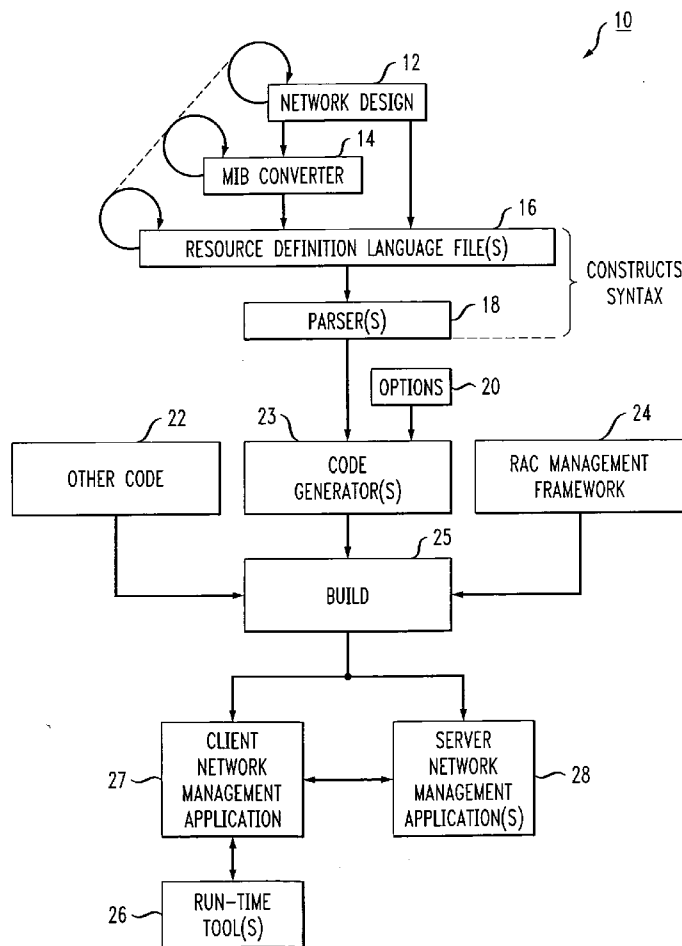 10
12
NETWORK DESIGN
14
MIB CONVERTER
16
RESOURCE DEFINITION LANGUAGE FILE(S)
CONSTRUCTS
SYNTAX
18
PARSER(S)
OPTIONS
20
22
OTHER CODE
23
CODE
GENERATOR(S)
24
RAC MANAGEMENT
FRAMEWORK
25
BUILD
27
CLIENT
NETWORK
MANAGEMENT
APPLICATION
SERVER
NETWORK
MANAGEMENT
APPLICATION(S)
28
26
RUN-TIME
TOOL(S)